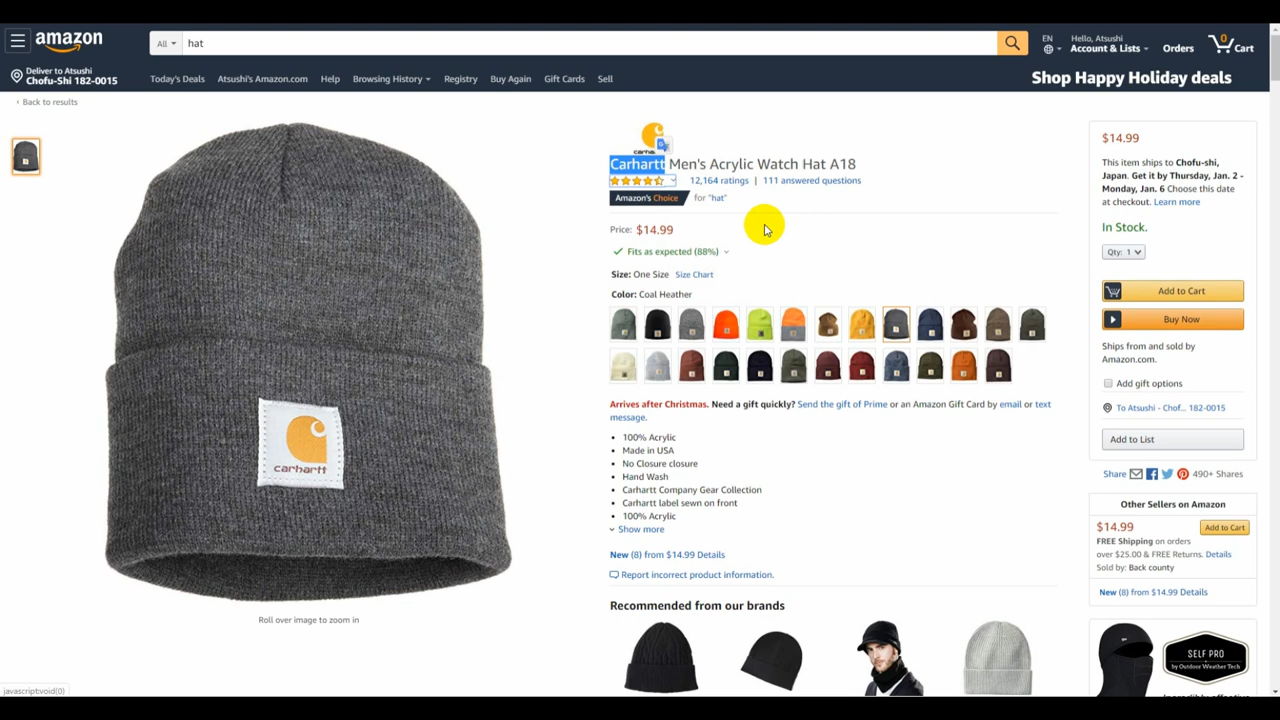 amazon
All
hat
EN
Hello, Atsushi
Account & Lists
Orders
0
Cart
Deliver to Atsushi
Chofu-Shi 182-0015
Today's Deals
Atsushi's Amazon.com
Help
Browsing History
Registry
Buy Again
Gift Cards
Sell
Shop Happy Holiday deals
‹ Back to results
carhartt
Roll over image to zoom in
Carhartt Men's Acrylic Watch Hat A18
12,164 ratings | 111 answered questions
Amazon's Choice for "hat"
Price: $14.99
Fits as expected (88%)
Size: One Size Size Chart
Color: Coal Heather
Arrives after Christmas. Need a gift quickly? Send the gift of Prime or an Amazon Gift Card by email or text
message.
• 100% Acrylic
• Made in USA
• No Closure closure
• Hand Wash
• Carhartt Company Gear Collection
• Carhartt label sewn on front
• 100% Acrylic
Show more
New (8) from $14.99 Details
Report incorrect product information.
Recommended from our brands
$14.99
This item ships to Chofu-shi,
Japan. Get it by Thursday, Jan. 2 -
Monday, Jan. 6 Choose this date
at checkout. Learn more
In Stock.
Qty: 1
Add to Cart
Buy Now
Ships from and sold by
Amazon.com.
Add gift options
To Atsushi - Chof... 182-0015
Add to List
Share
490+ Shares
Other Sellers on Amazon
$14.99
Add to Cart
FREE Shipping on orders
over $25.00 & FREE Returns. Details
Sold by: Back county
New (8) from $14.99 Details
SELF PRO
by Outdoor Weather Tech
javascript:void(0)